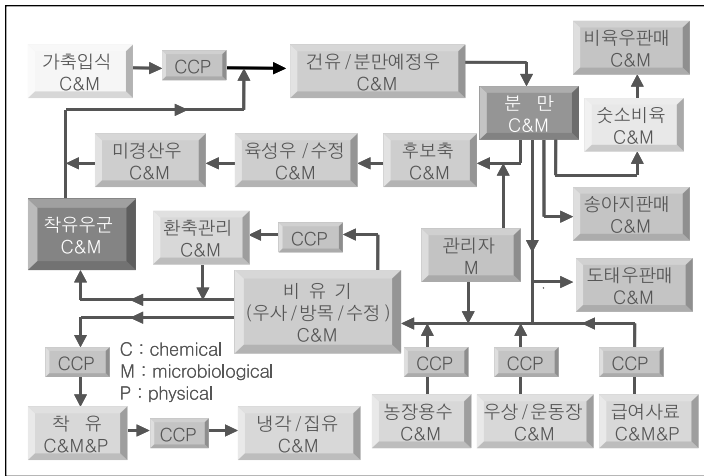 가축입식
C&M
CCP
건유/분만예정우
C&M
비육우판매
C&M
분 만
C&M
숫소비육
C&M
미경산우
C&M
육성우/수정
C&M
후보축
C&M
착유우군
C&M
환축관리
C&M
CCP
관리자
M
송아지판매
C&M
도태우판매
C&M
비 유 기
(우사/방목/수정)
C&M
CCP
C : chemical
M : microbiological
P : physical
CCP
CCP
CCP
착 유
C&M&P
CCP
냉각/집유
C&M
농장용수
C&M
우상/운동장
C&M
급여사료
C&M&P